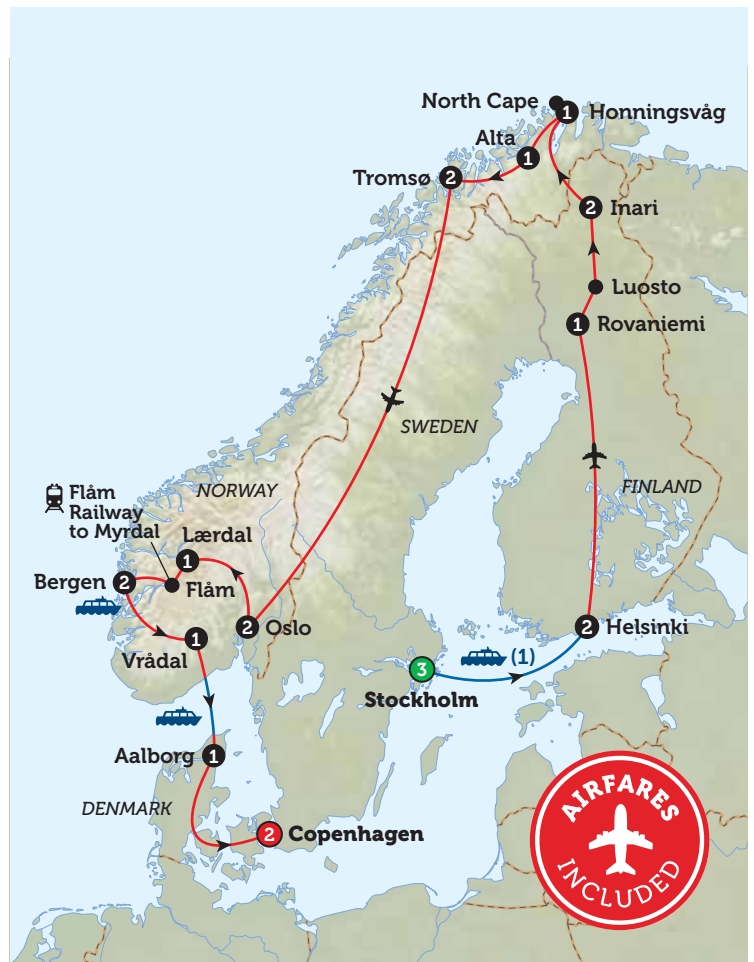 North Cape
1
Honningsvåg
Alta
1
Tromsø
2
2
Inari
Luosto
1
Rovaniemi
SWEDEN
NORWAY
FINLAND
Flåm
Railway
to Myrdal
Lærdal
1
Bergen
2
Flåm
2
Oslo
2
Helsinki
Vrådal
1
(1)
3
Stockholm
Aalborg
1
DENMARK
2
Copenhagen
AIRFARES
INCLUDED